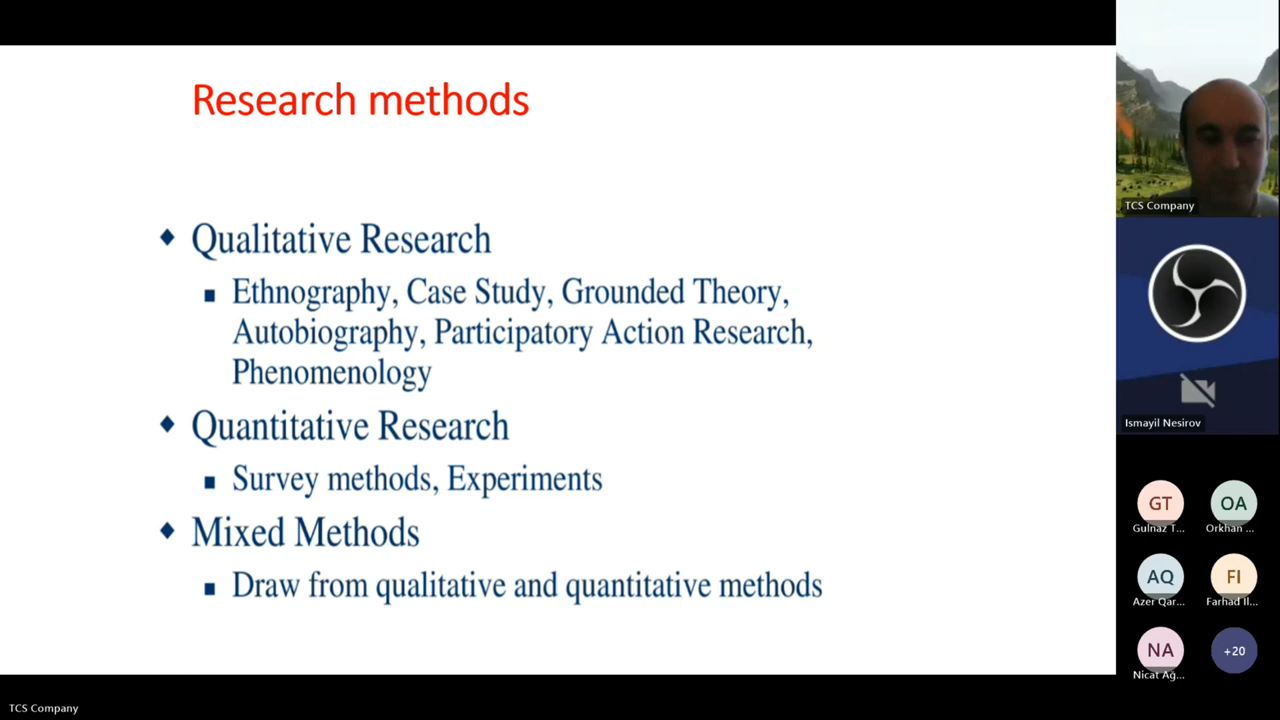 Research methods
Qualitative Research
Ethnography, Case Study, Grounded Theory,
Autobiography, Participatory Action Research,
Phenomenology
Quantitative Research
Survey methods, Experiments
Mixed Methods
Draw from qualitative and quantitative methods
TCS Company
Ismayil Nesirov
GT
OA
Gulnaz T...
Orkhan ...
AQ
FI
Azer Qar...
Farhad Il...
NA
+20
Nicat Ağ...
TCS Company